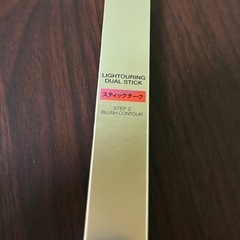 LIGHTOURING
DUAL STICK
スティックチーク
STEP 2
BLUSH CONTOUR